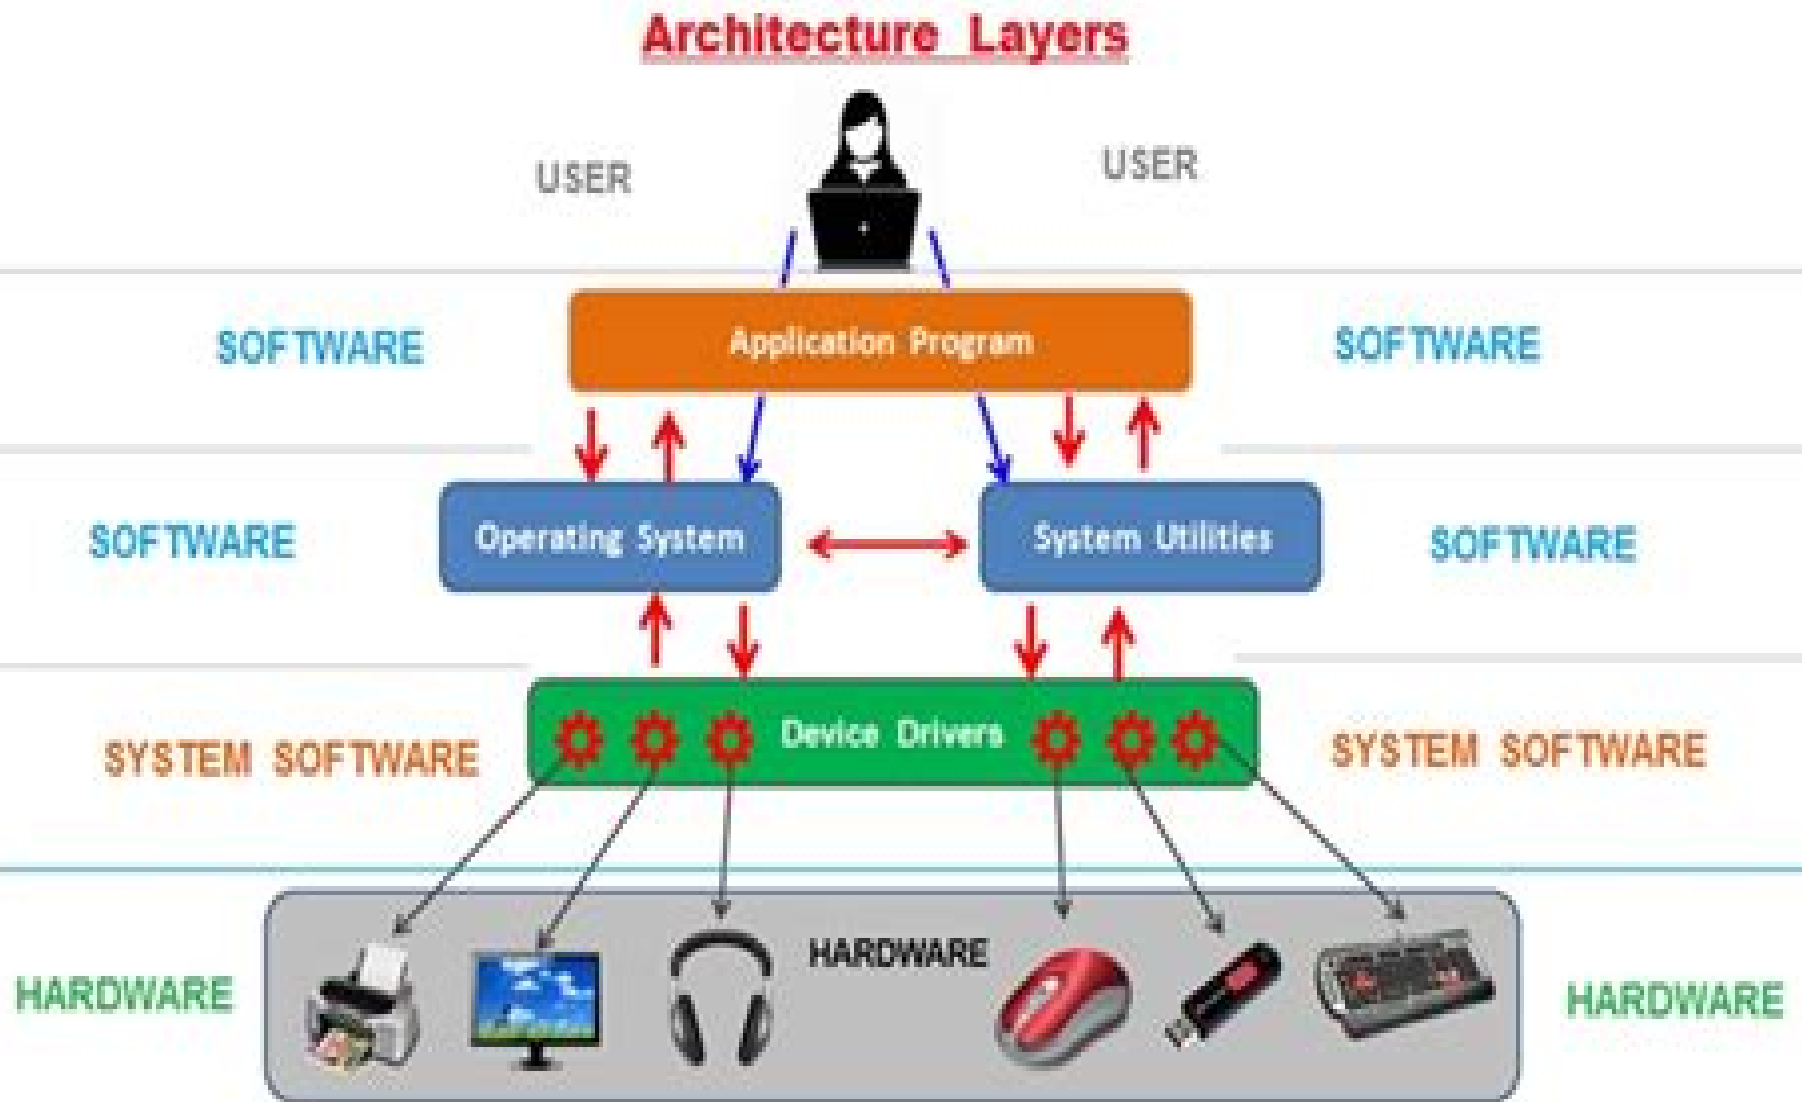 Architecture Layers
USER
USER
SOFTWARE
Application Program
SOFTWARE
SOFTWARE
Operating System
System Utilities
SOFTWARE
SYSTEM SOFTWARE
Device Drivers
SYSTEM SOFTWARE
HARDWARE
HARDWARE
HARDWARE